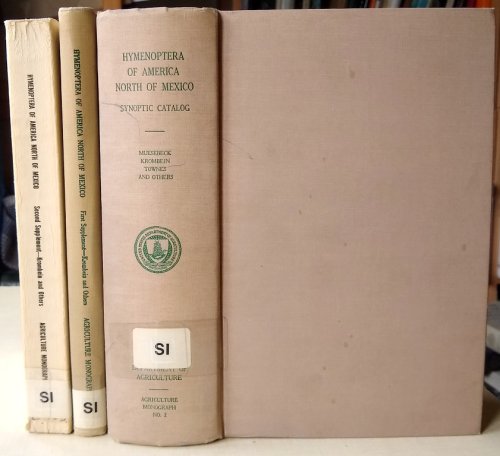 HYMENOPTERA OF AMERICA NORTH OF MEXICO
Second Supplement—Krombein and Others
AGRICULTURE MONOGRAPH
SI
HYMENOPTERA OF AMERICA NORTH OF MEXICO
First Supplement—Krombein and Others
AGRICULTURE MONOGRAPH
SI
HYMENOPTERA
OF AMERICA
NORTH OF MEXICO
SYNOPTIC CATALOG
MUESEBECK
KROMBEIN
TOWNES
AND OTHERS
SI
DEPARTMENT OF
AGRICULTURE
AGRICULTURE
MONOGRAPH
NO. 2